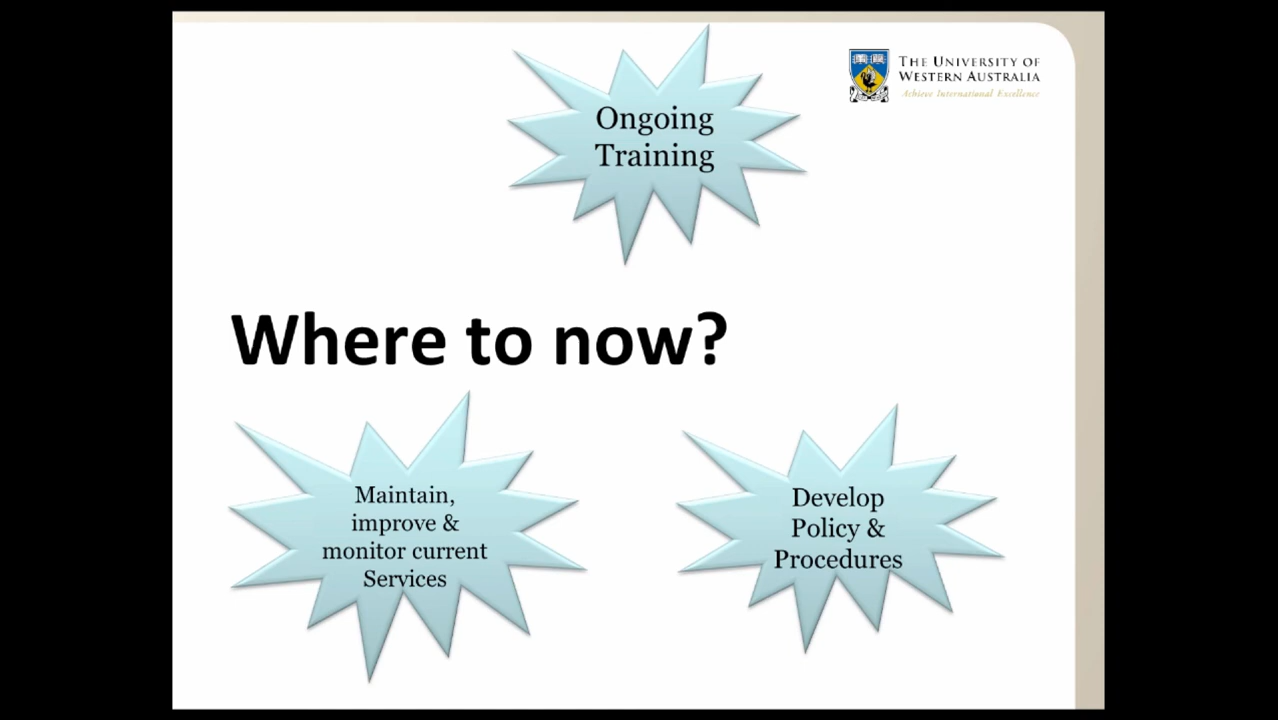 Ongoing
Training
THE UNIVERSITY OF
WESTERN AUSTRALIA
Achieve International Excellence
Where to now?
Maintain,
improve &
monitor current
Services
Develop
Policy &
Procedures